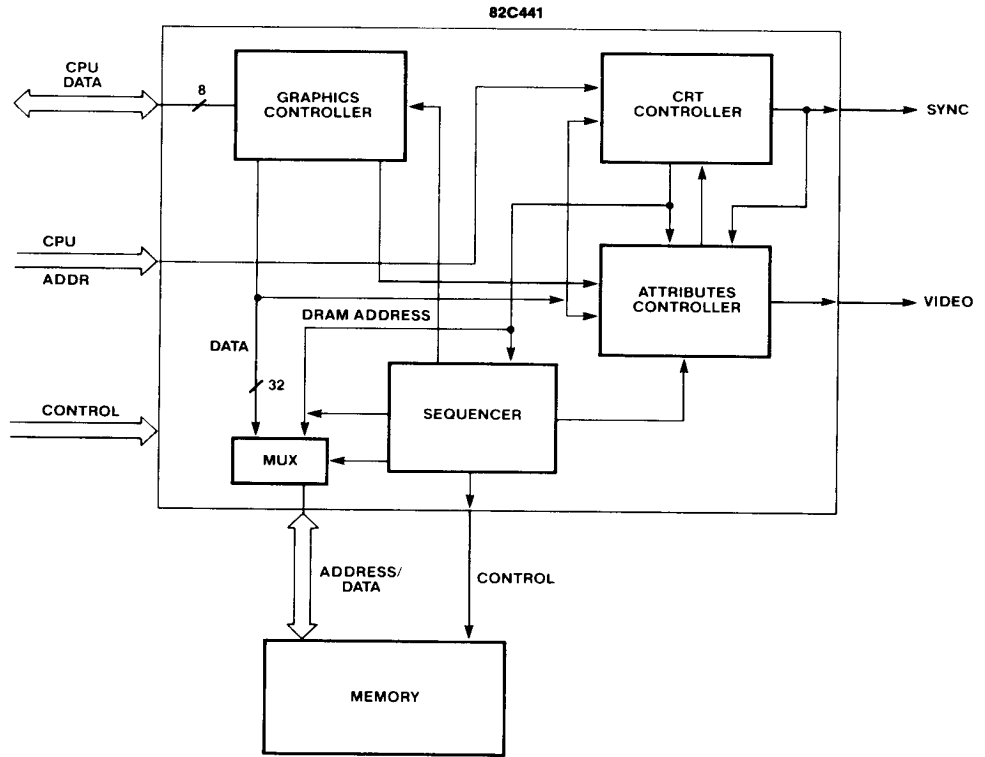 82C441
CPU
DATA
8
GRAPHICS
CONTROLLER
CRT
CONTROLLER
SYNC
CPU
ADDR
ATTRIBUTES
CONTROLLER
VIDEO
DRAM ADDRESS
DATA
32
CONTROL
SEQUENCER
MUX
ADDRESS/
DATA
CONTROL
MEMORY